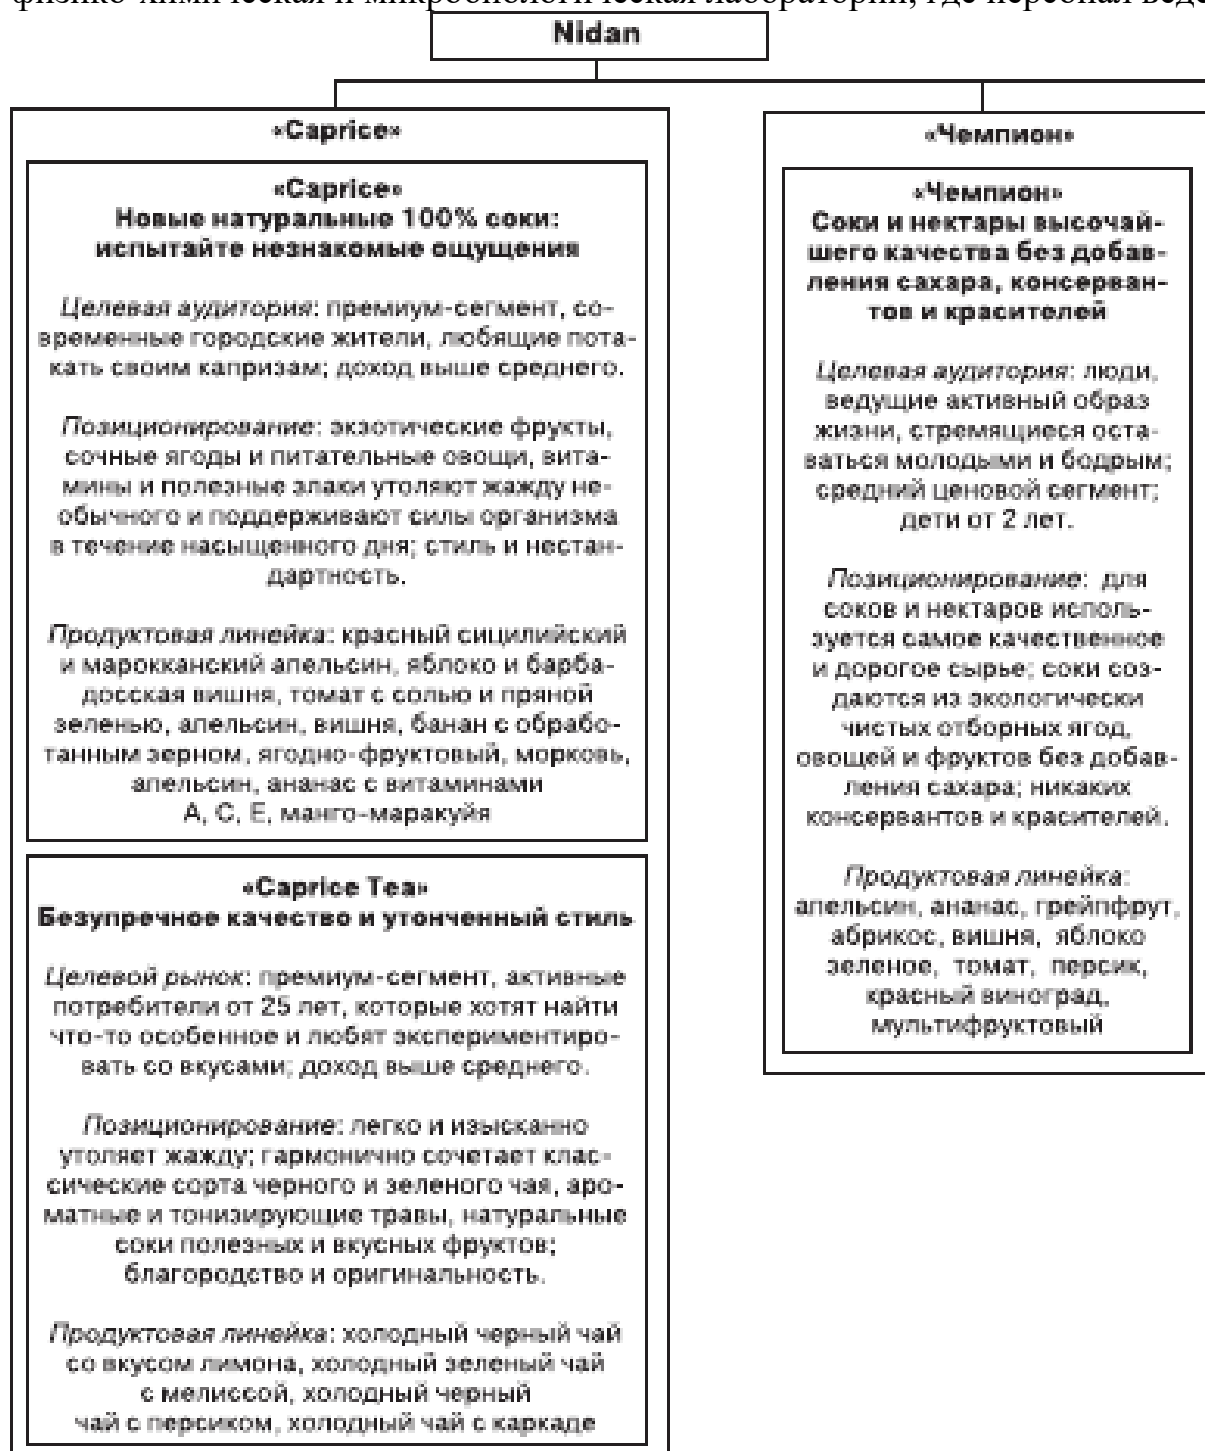 физико-химическая и микробиологическая лаборатории, где персонал веде
Nidan
«Caprice»
«Caprice»
Новые натуральные 100% соки:
испытайте незнакомые ощущения
Целевая аудитория: премиум-сегмент, со-
временные городские жители, любящие пота-
кать своим капризам; доход выше среднего.
Позиционирование: экзотические фрукты,
сочные ягоды и питательные овощи, вита-
мины и полезные злаки утоляют жажду не-
обычного и поддерживают силы организма
в течение насыщенного дня; стиль и нестан-
дартность.
Продуктовая линейка: красный сицилийский
и марокканский апельсин, яблоко и барба-
досская вишня, томат с солью и пряной
зеленью, апельсин, вишня, банан с обрабо-
танным зерном, ягодно-фруктовый, морковь,
апельсин, ананас с витаминами
А, С, Е, манго-маракуйя
«Caprice Tea»
Безупречное качество и утонченный стиль
Целевой рынок: премиум-сегмент, активные
потребители от 25 лет, которые хотят найти
что-то особенное и любят экспериментиро-
вать со вкусами; доход выше среднего.
Позиционирование: легко и изысканно
утоляет жажду; гармонично сочетает клас-
сические сорта черного и зеленого чая, аро-
матные и тонизирующие травы, натуральные
соки полезных и вкусных фруктов;
благородство и оригинальность.
Продуктовая линейка: холодный черный чай
со вкусом лимона, холодный зеленый чай
с мелиссой, холодный черный
чай с персиком, холодный чай с каркаде
«Чемпион»
«Чемпион»
Соки и нектары высочай-
шего качества без добав-
ления сахара, консерван-
тов и красителей
Целевая аудитория: люди,
ведущие активный образ
жизни, стремящиеся оста-
ваться молодыми и бодрым;
средний ценовой сегмент;
дети от 2 лет.
Позиционирование: для
соков и нектаров исполь-
зуется самое качественное
и дорогое сырье; соки соз-
даются из экологически
чистых отборных ягод,
овощей и фруктов без добав-
ления сахара; никаких
консервантов и красителей.
Продуктовая линейка:
апельсин, ананас, грейпфрут,
абрикос, вишня, яблоко
зеленое, томат, персик,
красный виноград,
мультифруктовый